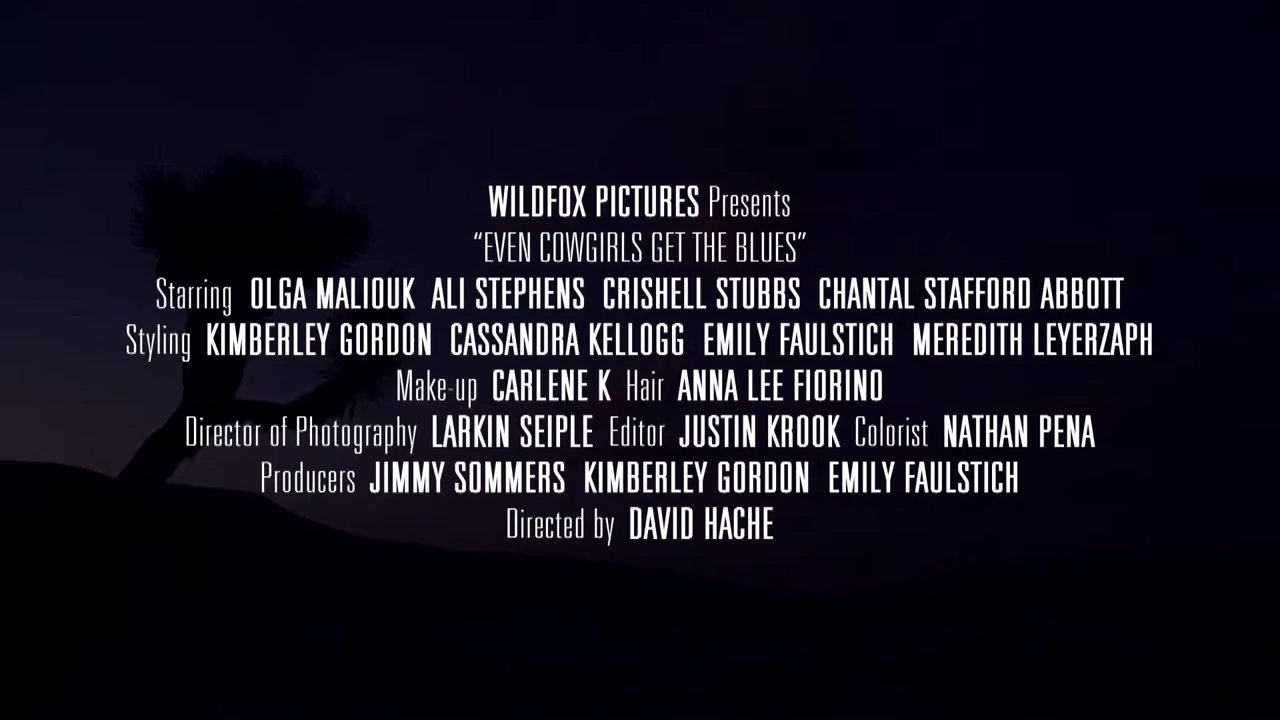 WILDFOX PICTURES Presents
“EVEN COWGIRLS GET THE BLUES”
Starring OLGA MALIOUK ALI STEPHENS CRISHELL STUBBS CHANTAL STAFFORD ABBOTT
Styling KIMBERLEY GORDON CASSANDRA KELLOGG EMILY FAULSTICH MEREDITH LEYERZAPH
Make-up CARLENE K Hair ANNA LEE FIORINO
Director of Photography LARKIN SEIPLE Editor JUSTIN KROOK Colorist NATHAN PENA
Producers JIMMY SOMMERS KIMBERLEY GORDON EMILY FAULSTICH
Directed by DAVID HACHE